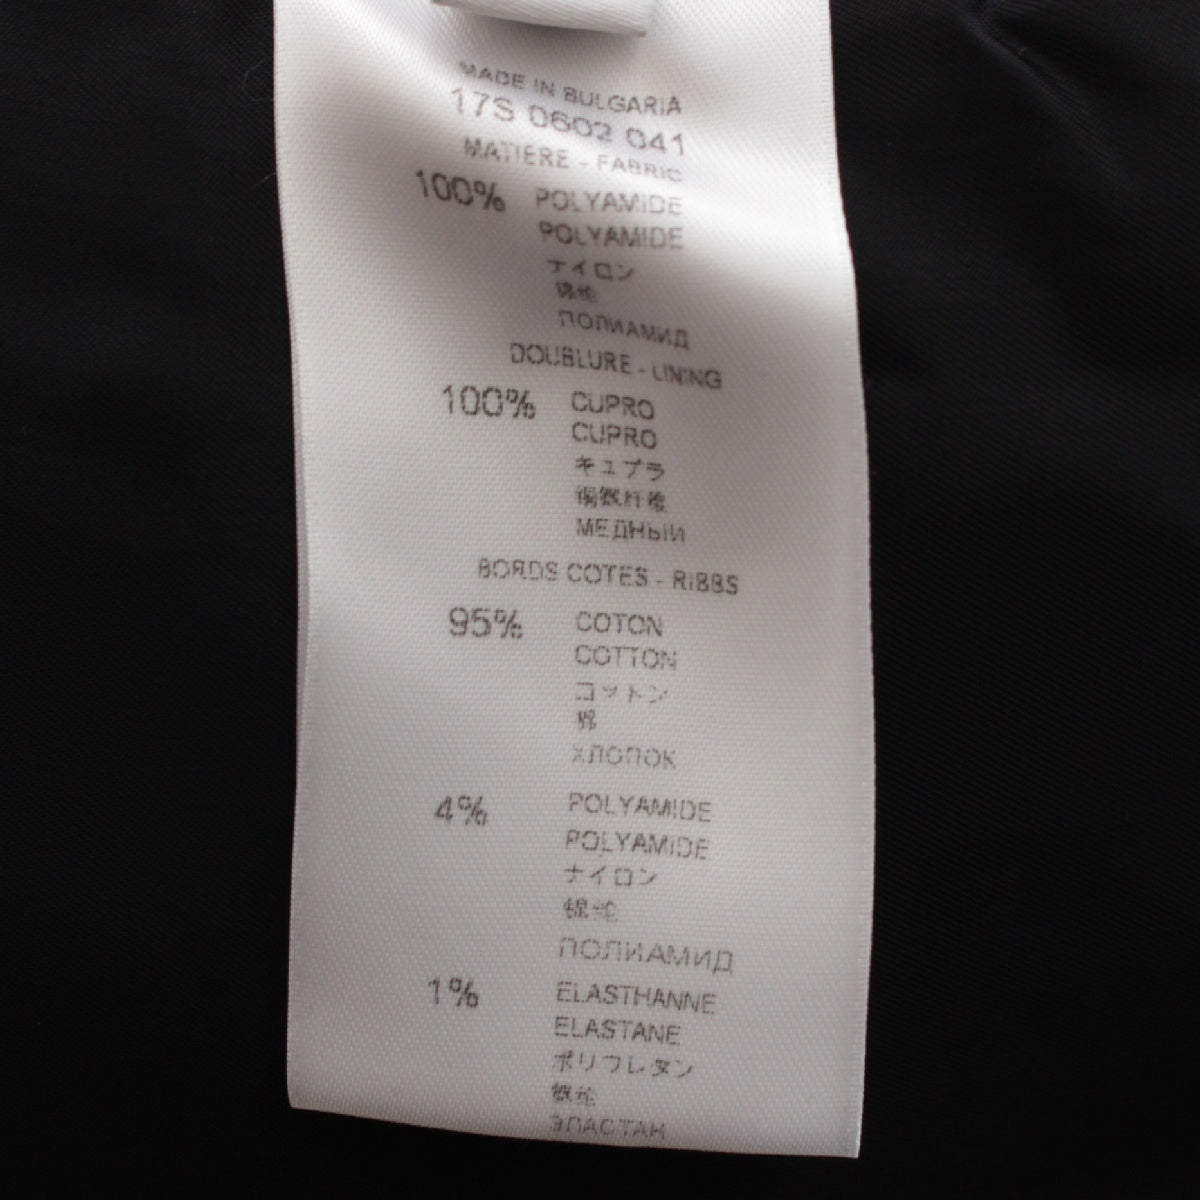 MADE IN BULGARIA
17S 0602 041
MATIERE - FABRIC
100% POLYAMIDE
POLYAMIDE
ナイロン
锦纶
ПОЛИАМИД
DOUBLURE - LINING
100% CUPRO
CUPRO
キュプラ
铜氨纤维
МЕДНЫЙ
BORDS COTES - RIBBS
95% COTON
COTTON
コットン
棉
ХЛОПОК
4% POLYAMIDE
POLYAMIDE
ナイロン
锦纶
ПОЛИАМИД
1% ELASTHANNE
ELASTANE
ポリウレタン
氨纶
ЭЛАСТАН